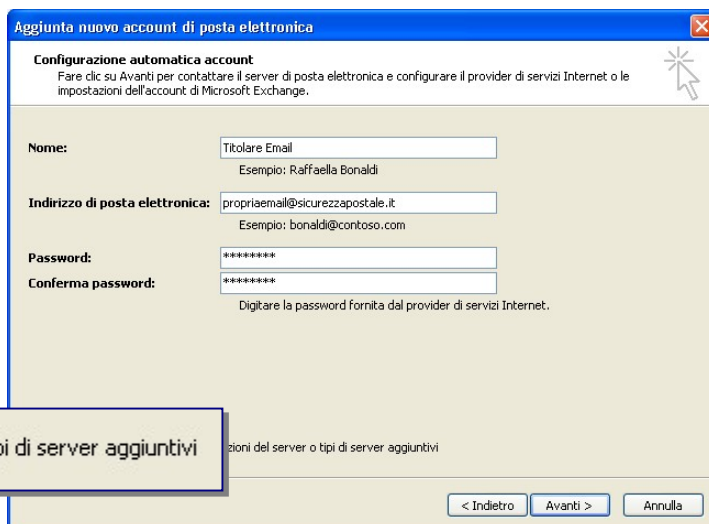 Aggiunta nuovo account di posta elettronica
Configurazione automatica account
Fare clic su Avanti per contattare il server di posta elettronica e configurare il provider di servizi Internet o le
impostazioni dell'account di Microsoft Exchange.
Nome:
Titolare Email
Esempio: Raffaella Bonaldi
Indirizzo di posta elettronica:
propriaemail@sicurezzapostale.it
Esempio: bonaldi@contoso.com
Password:
********
Conferma password:
********
Digitare la password fornita dal provider di servizi Internet.
di server aggiuntivi
zioni del server o tipi di server aggiuntivi
< Indietro
Avanti >
Annulla